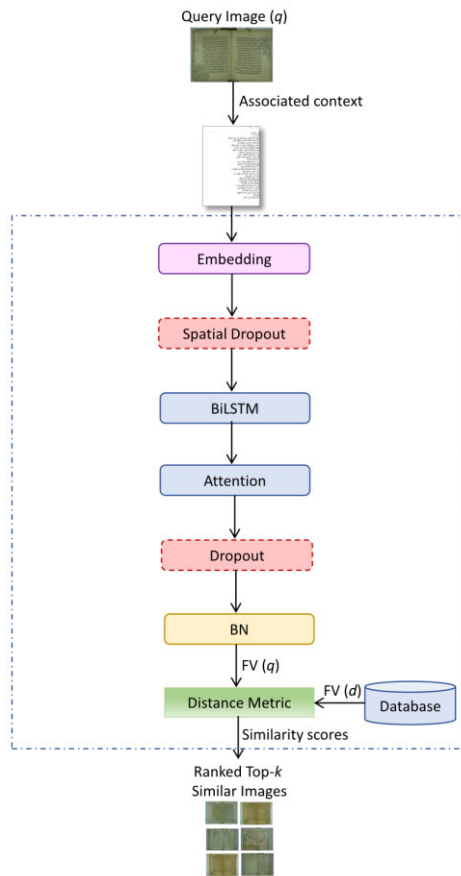 Query Image (q)
Associated context
Embedding
Spatial Dropout
BiLSTM
Attention
Dropout
BN
FV (q)
Distance Metric
FV (d)
Database
Similarity scores
Ranked Top-k
Similar Images